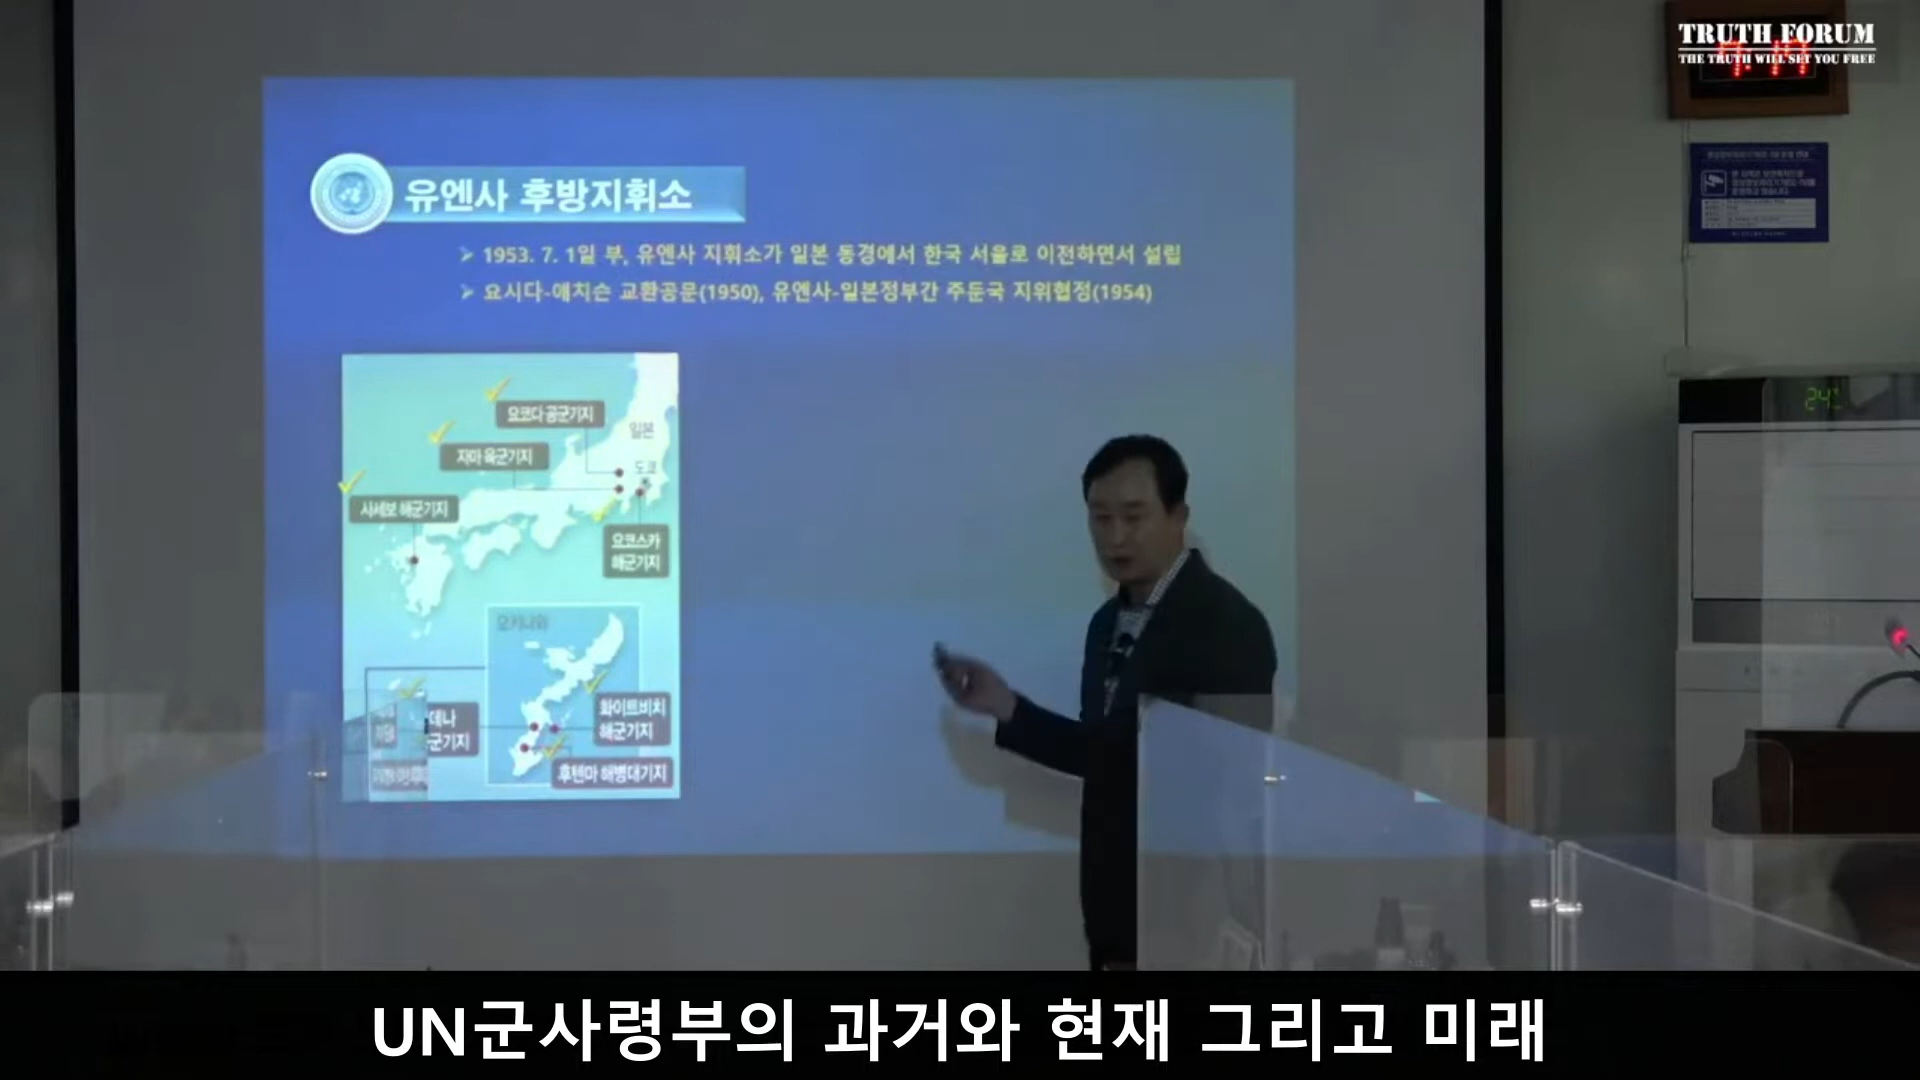 TRUTH FORUM
THE TRUTH WILL SET YOU FREE
유엔사 후방지휘소
➢ 1953. 7. 1일 부, 유엔사 지휘소가 일본 동경에서 한국 서울로 이전하면서 설립
➢ 요시다-애치슨 교환공문(1950), 유엔사-일본정부간 주둔국 지위협정(1954)
요코다 공군기지
일본
자마 육군기지
도쿄
사세보 해군기지
요코스카
해군기지
오키나와
데나
군기지
화이트비치
해군기지
후텐마 해병대기지
24
UN군사령부의 과거와 현재 그리고 미래